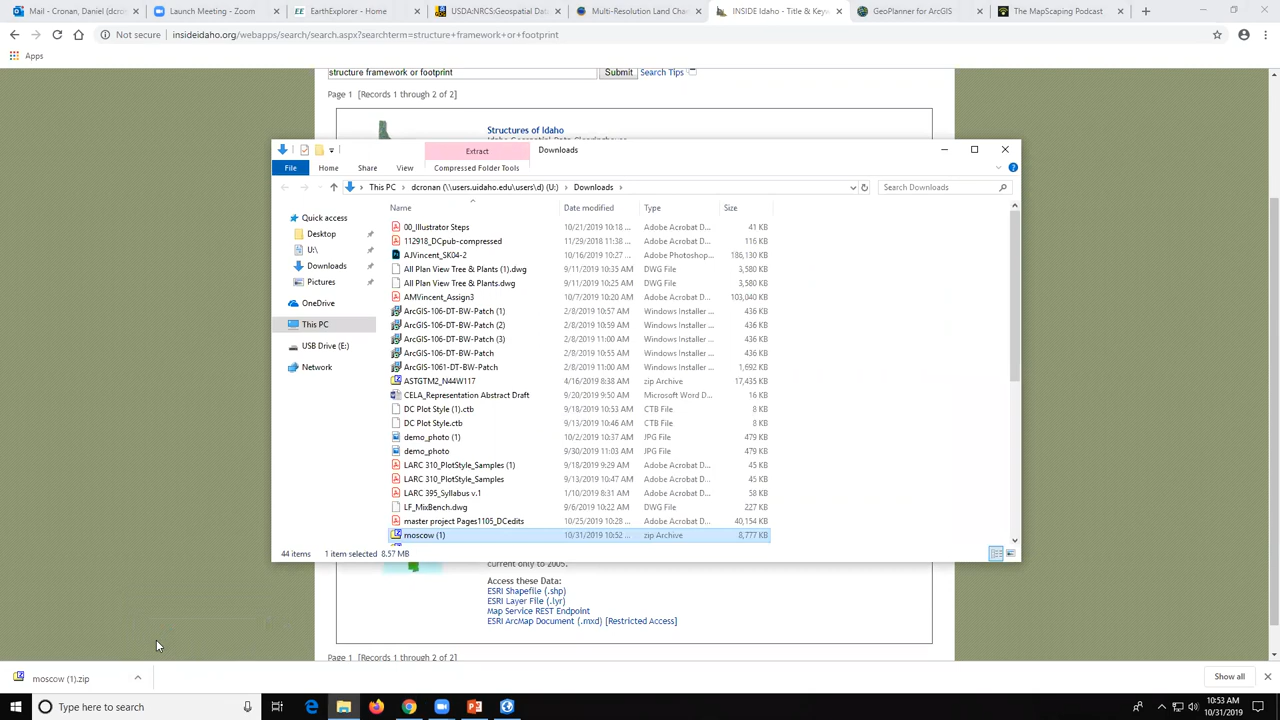 Mail - Cronan, Daniel (dcron
Launch Meeting - Zoom
EarthExplorer - Home
USDA:NRCS:Geospatial Data
Multi-Resolution Land Char
INSIDE Idaho - Title & Key
GeoPlanner for ArcGIS
The MapScaping Podcast
Not secure
insideidaho.org/webapps/search/search.aspx?searchterm=structure+framework+or+footprint
Apps
structure framework or footprint
Submit
Search Tips
Page 1 [Records 1 through 2 of 2]
Structures of Idaho
Extract
Downloads
File
Home
Share
View
Compressed Folder Tools
This PC
dcronan (\\users.uidaho.edu\users\d) (U:)
Downloads
Search Downloads
Name
Date modified
Type
Size
Quick access
Desktop
U:\
Downloads
Pictures
OneDrive
This PC
USB Drive (E:)
Network
00_Illustrator Steps 10/21/2019 10:18 ... Adobe Acrobat D... 41 KB
112918_DCpub-compressed 11/29/2018 11:38 ... Adobe Acrobat D... 116 KB
AJVincent_SK04-2 10/16/2019 10:27 ... Adobe Photoshop... 186,130 KB
All Plan View Tree & Plants (1).dwg 9/11/2019 10:35 AM DWG File 3,580 KB
All Plan View Tree & Plants.dwg 9/11/2019 10:25 AM DWG File 3,580 KB
AMVincent_Assign3 10/7/2019 10:20 AM Adobe Acrobat D... 103,040 KB
ArcGIS-106-DT-BW-Patch (1) 2/8/2019 10:57 AM Windows Installer ... 436 KB
ArcGIS-106-DT-BW-Patch (2) 2/8/2019 10:59 AM Windows Installer ... 436 KB
ArcGIS-106-DT-BW-Patch (3) 2/8/2019 11:00 AM Windows Installer ... 436 KB
ArcGIS-106-DT-BW-Patch 2/8/2019 10:55 AM Windows Installer ... 436 KB
ArcGIS-1061-DT-BW-Patch 2/8/2019 11:00 AM Windows Installer ... 1,692 KB
ASTGTM2_N44W117 4/16/2019 8:38 AM zip Archive 17,435 KB
CELA_Representation Abstract Draft 9/20/2019 9:50 AM Microsoft Word D... 16 KB
DC Plot Style (1).ctb 9/18/2019 10:53 AM CTB File 8 KB
DC Plot Style.ctb 9/13/2019 10:46 AM CTB File 8 KB
demo_photo (1) 10/2/2019 10:37 AM JPG File 479 KB
demo_photo 9/30/2019 11:03 AM JPG File 479 KB
LARC 310_PlotStyle_Samples (1) 9/18/2019 9:29 AM Adobe Acrobat D... 45 KB
LARC 310_PlotStyle_Samples 9/13/2019 10:47 AM Adobe Acrobat D... 45 KB
LARC 395_Syllabus v.1 1/10/2019 8:31 AM Adobe Acrobat D... 58 KB
LF_MixBench.dwg 9/6/2019 10:22 AM DWG File 227 KB
master project Pages1105_DCedits 10/25/2019 10:28 ... Adobe Acrobat D... 40,154 KB
moscow (1) 10/31/2019 10:52 ... zip Archive 8,777 KB
44 items 1 item selected 8.57 MB
current only to 2005.
Access these Data:
ESRI Shapefile (.shp)
ESRI Layer File (.lyr)
Map Service REST Endpoint
ESRI ArcMap Document (.mxd) [Restricted Access]
Page 1 [Records 1 through 2 of 2]
moscow (1).zip
Show all
Type here to search
10:53 AM
10/31/2019